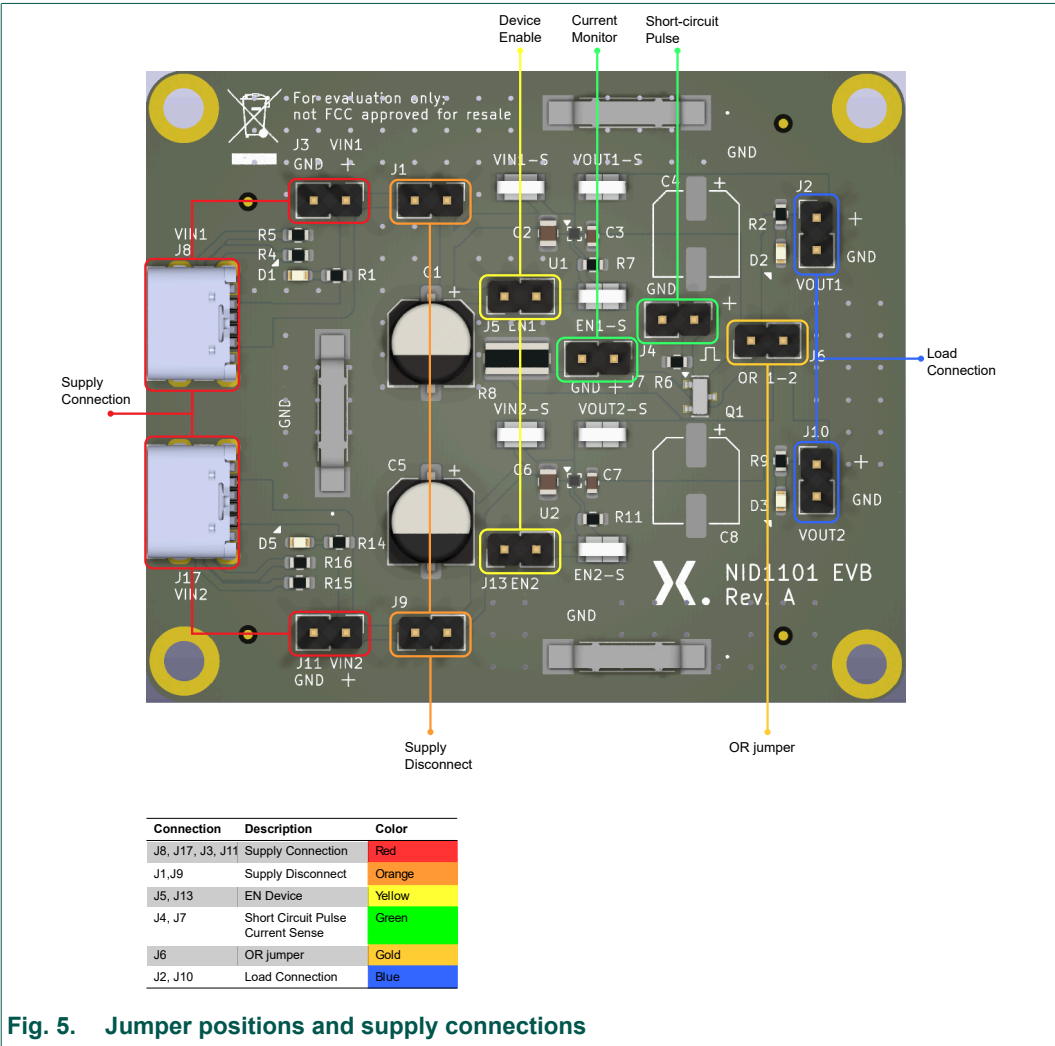 Device
Enable
Current
Monitor
Short-circuit
Pulse
For evaluation only;
not FCC approved for resale
J3 VIN1
GND +
J1
VIN1-S
VOUT1-S
GND
C4
+
J2
R2
+
D2
GND
VOUT1
VIN1
J8
R5
R4
D1
R1
C2
C3
U1
R7
C1
+
GND
+
J5 EN1
EN1-S
J4
J6
OR 1-2
R8
GND +
J7
R6
Q1
Load
Connection
Supply
Connection
GND
VIN2-S
VOUT2-S
+
J10
C5
+
C6
C7
R9
+
D3
GND
U2
R11
C8
VOUT2
D5
R14
R16
R15
J13 EN2
EN2-S
X.
NID1101 EVB
Rev. A
J17
VIN2
J9
GND
J11 VIN2
GND +
Supply
Disconnect
OR jumper
Connection Description Color
J8, J17, J3, J11 Supply Connection Red
J1,J9 Supply Disconnect Orange
J5, J13 EN Device Yellow
J4, J7 Short Circuit Pulse Green
Current Sense
J6 OR jumper Gold
J2, J10 Load Connection Blue
Fig. 5. Jumper positions and supply connections